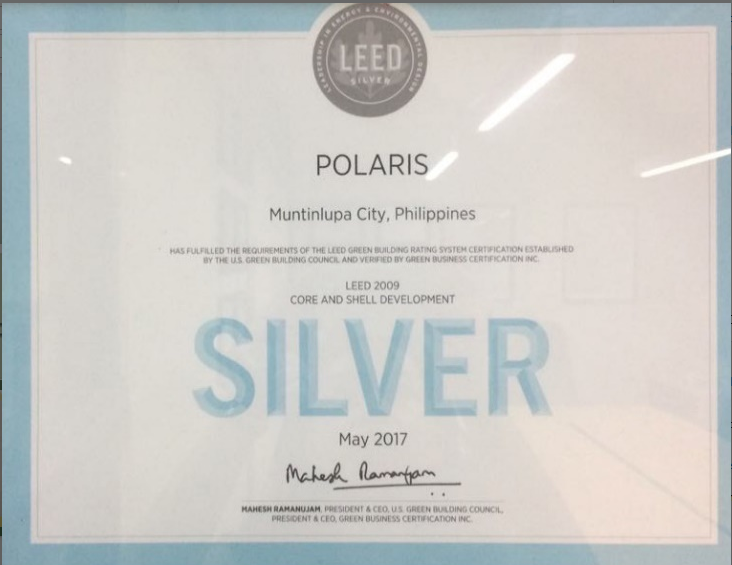 LEADERSHIP IN ENERGY & ENVIRONMENTAL DESIGN
LEED
SILVER
POLARIS
Muntinlupa City, Philippines
HAS FULFILLED THE REQUIREMENTS OF THE LEED GREEN BUILDING RATING SYSTEM CERTIFICATION ESTABLISHED
BY THE U.S. GREEN BUILDING COUNCIL AND VERIFIED BY GREEN BUSINESS CERTIFICATION INC.
LEED 2009
CORE AND SHELL DEVELOPMENT
SILVER
May 2017
Mahesh Ramanujam
MAHESH RAMANUJAM, PRESIDENT & CEO, U.S. GREEN BUILDING COUNCIL,
PRESIDENT & CEO, GREEN BUSINESS CERTIFICATION INC.